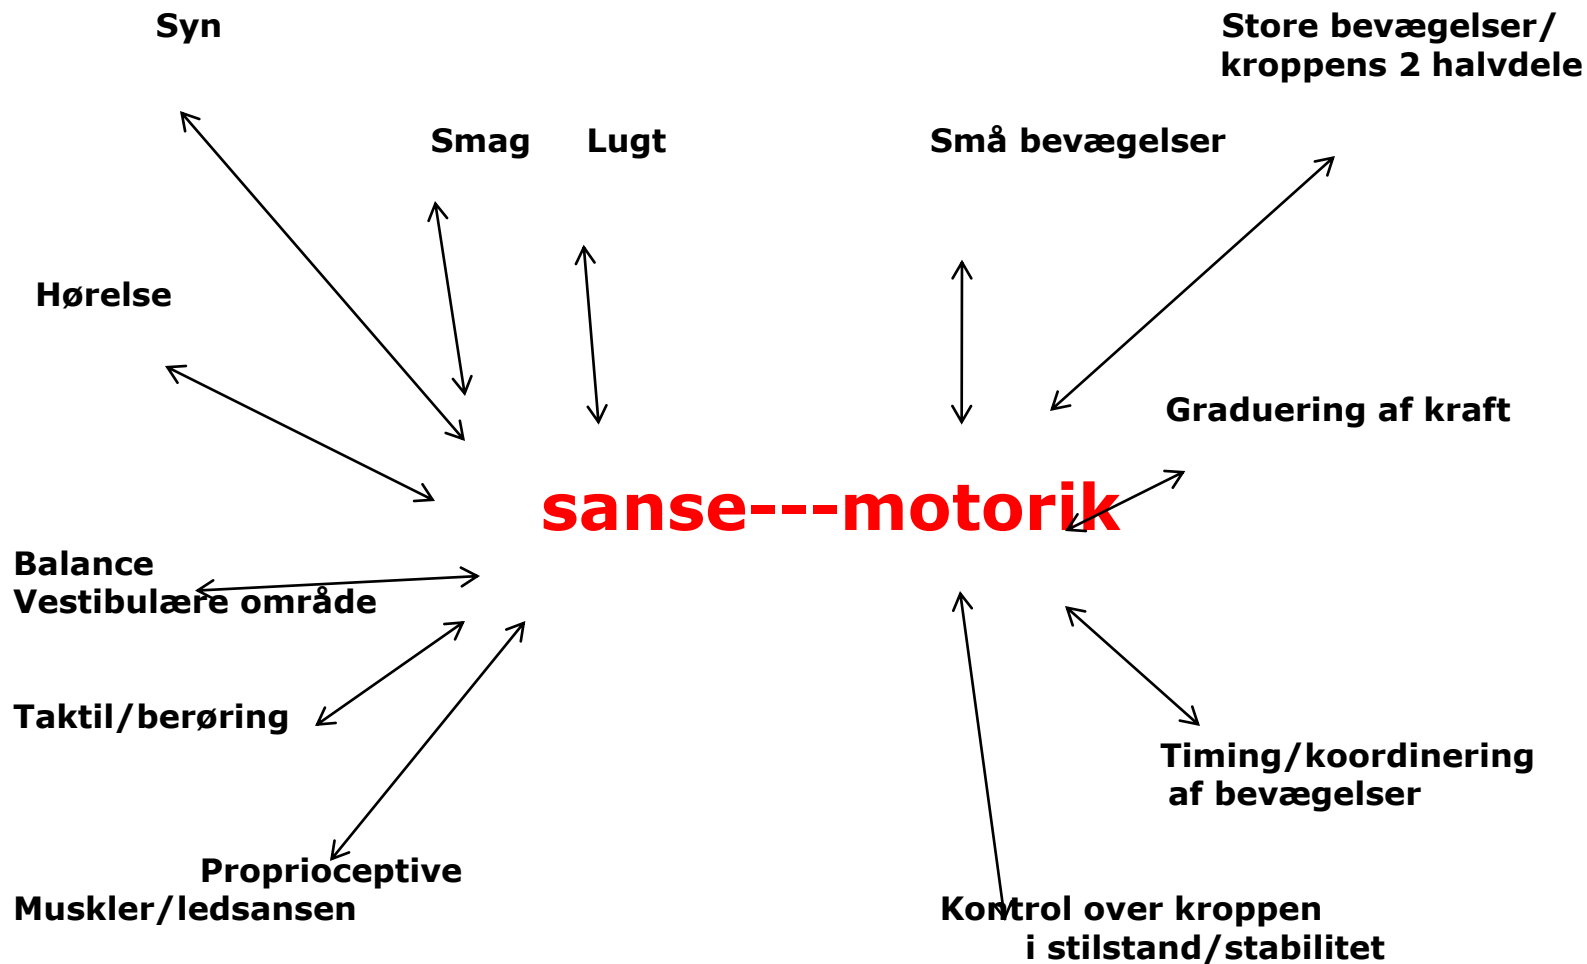 Syn
Store bevægelser/
kroppens 2 halvdele
Smag
Lugt
Små bevægelser
Hørelse
Graduering af kraft
sanse---motorik
Balance
Vestibulære område
Taktil/berøring
Timing/koordinering
af bevægelser
Proprioceptive
Muskler/ledsansen
Kontrol over kroppen
i stilstand/stabilitet